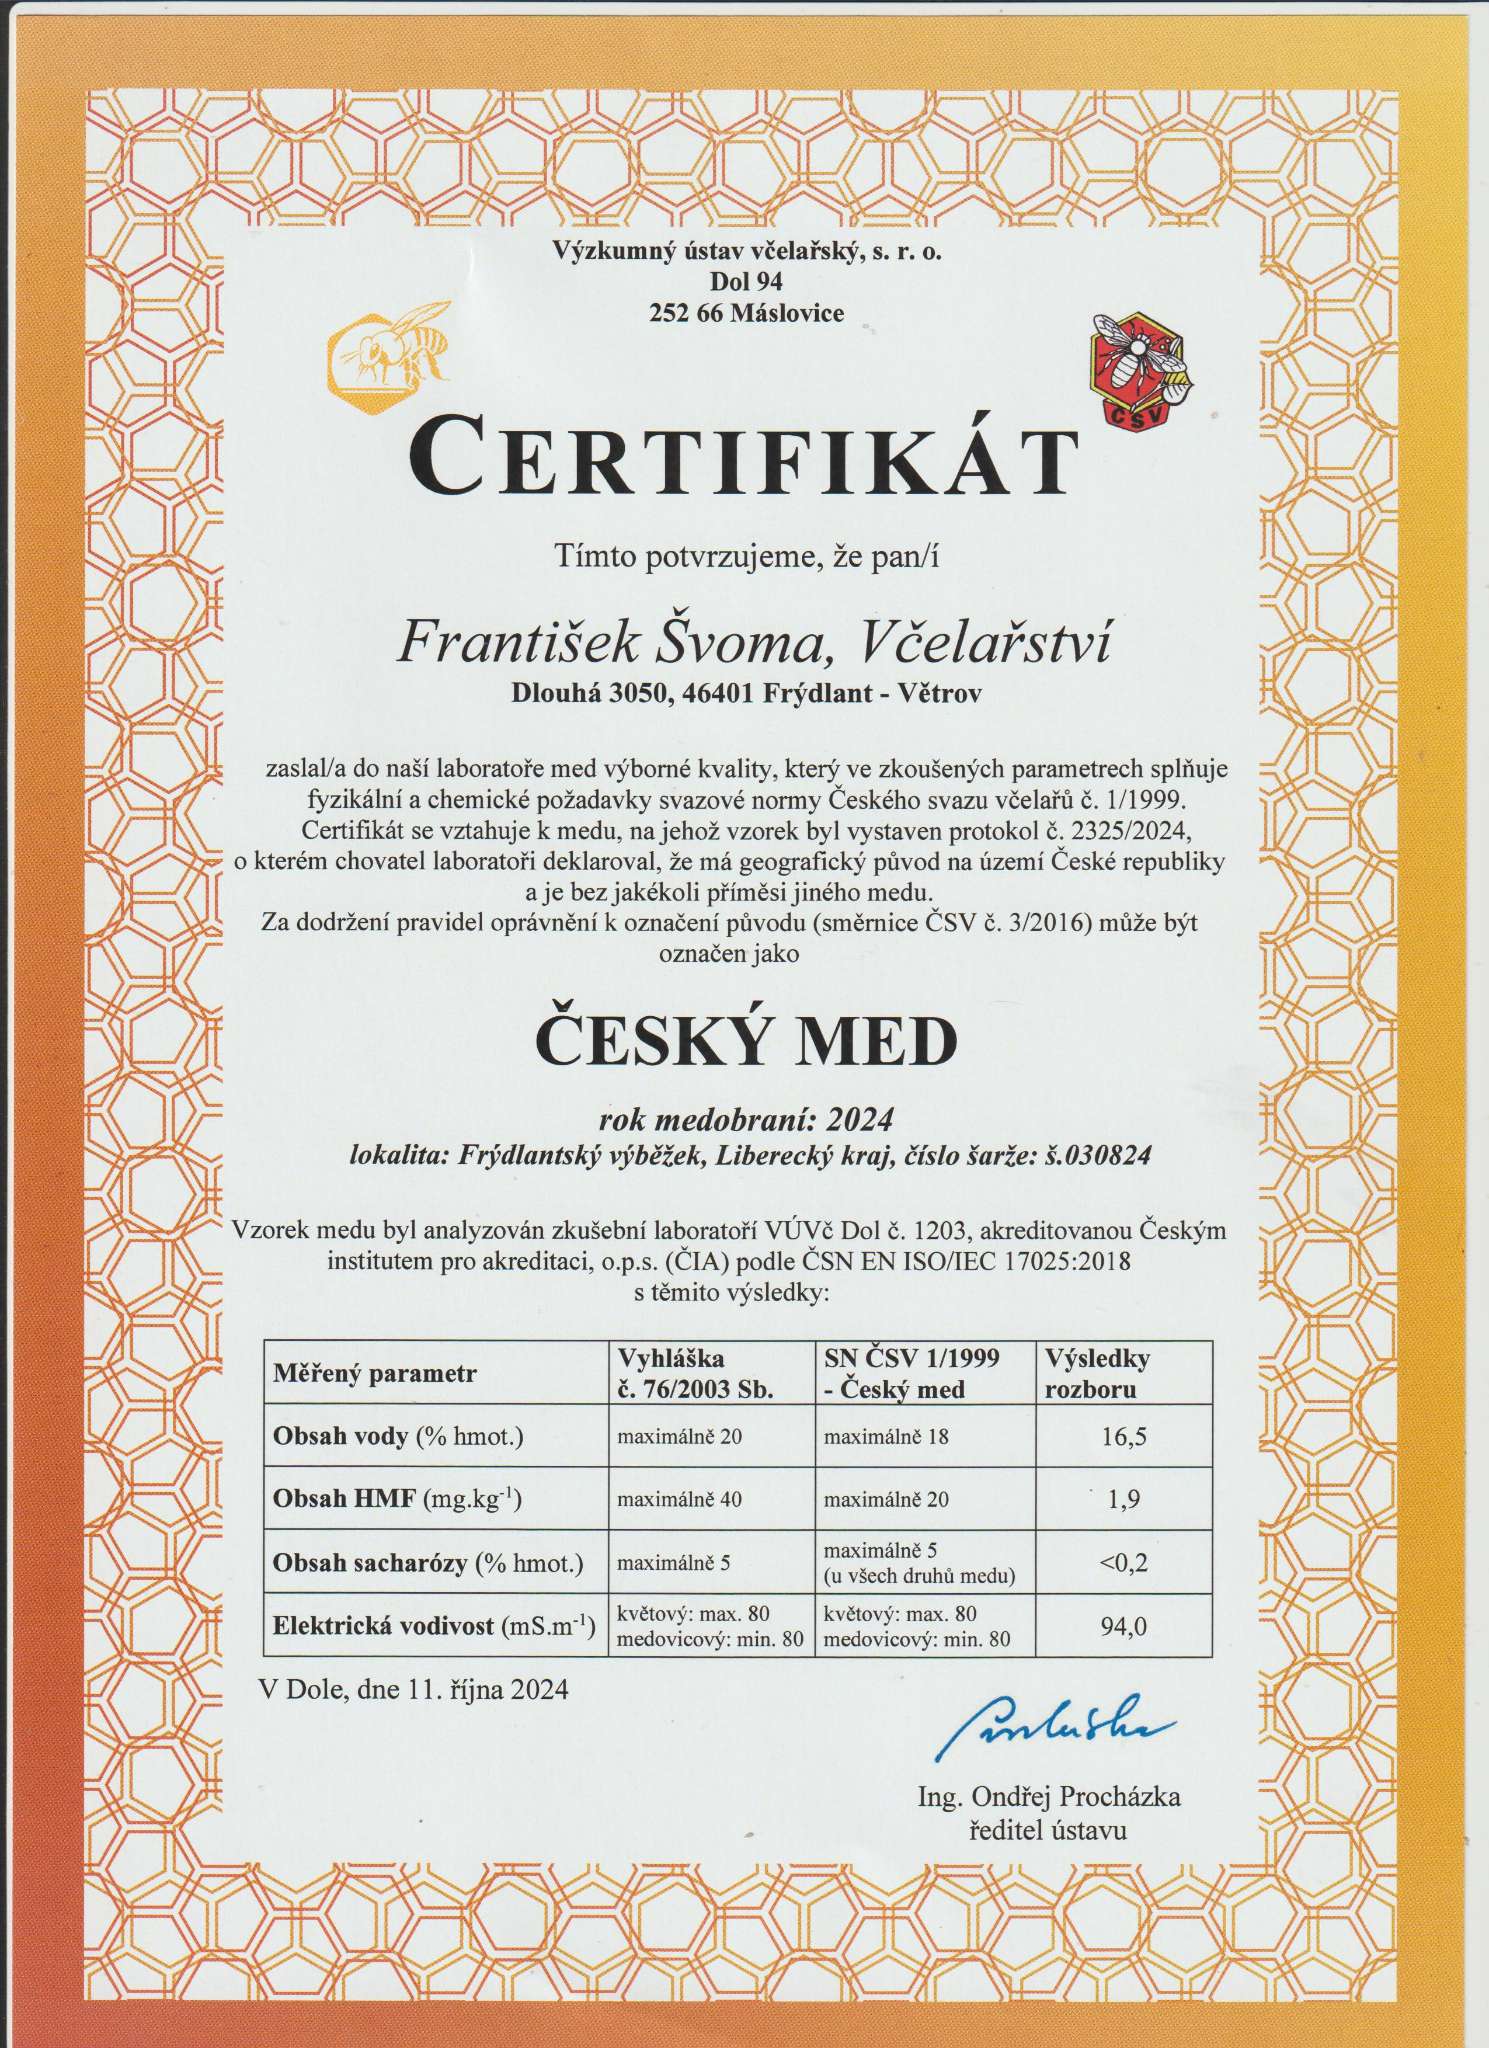 Výzkumný ústav včelařský, s. r. o.
Dol 94
252 66 Máslovice
ČSV
CERTIFIKÁT
Tímto potvrzujeme, že pan/í
František Švoma, Včelařství
Dlouhá 3050, 46401 Frýdlant - Větrov
zaslal/a do naší laboratoře med výborné kvality, který ve zkoušených parametrech splňuje
fyzikální a chemické požadavky svazové normy Českého svazu včelařů č. 1/1999.
Certifikát se vztahuje k medu, na jehož vzorek byl vystaven protokol č. 2325/2024,
o kterém chovatel laboratoři deklaroval, že má geografický původ na území České republiky
a je bez jakékoli příměsi jiného medu.
Za dodržení pravidel oprávnění k označení původu (směrnice ČSV č. 3/2016) může být
označen jako
ČESKÝ MED
rok medobraní: 2024
lokalita: Frýdlantský výběžek, Liberecký kraj, číslo šarže: š.030824
Vzorek medu byl analyzován zkušební laboratoří VÚVč Dol č. 1203, akreditovanou Českým
institutem pro akreditaci, o.p.s. (ČIA) podle ČSN EN ISO/IEC 17025:2018
s těmito výsledky:
Měřený parametr Vyhláška č. 76/2003 Sb. SN ČSV 1/1999 - Český med Výsledky rozboru
Obsah vody (% hmot.) maximálně 20 maximálně 18 16,5
Obsah HMF (mg.kg⁻¹) maximálně 40 maximálně 20 1,9
Obsah sacharózy (% hmot.) maximálně 5 maximálně 5 (u všech druhů medu) <0,2
Elektrická vodivost (mS.m⁻¹) květový: max. 80 medovicový: min. 80 květový: max. 80 medovicový: min. 80 94,0
V Dole, dne 11. října 2024
Ing. Ondřej Procházka
ředitel ústavu